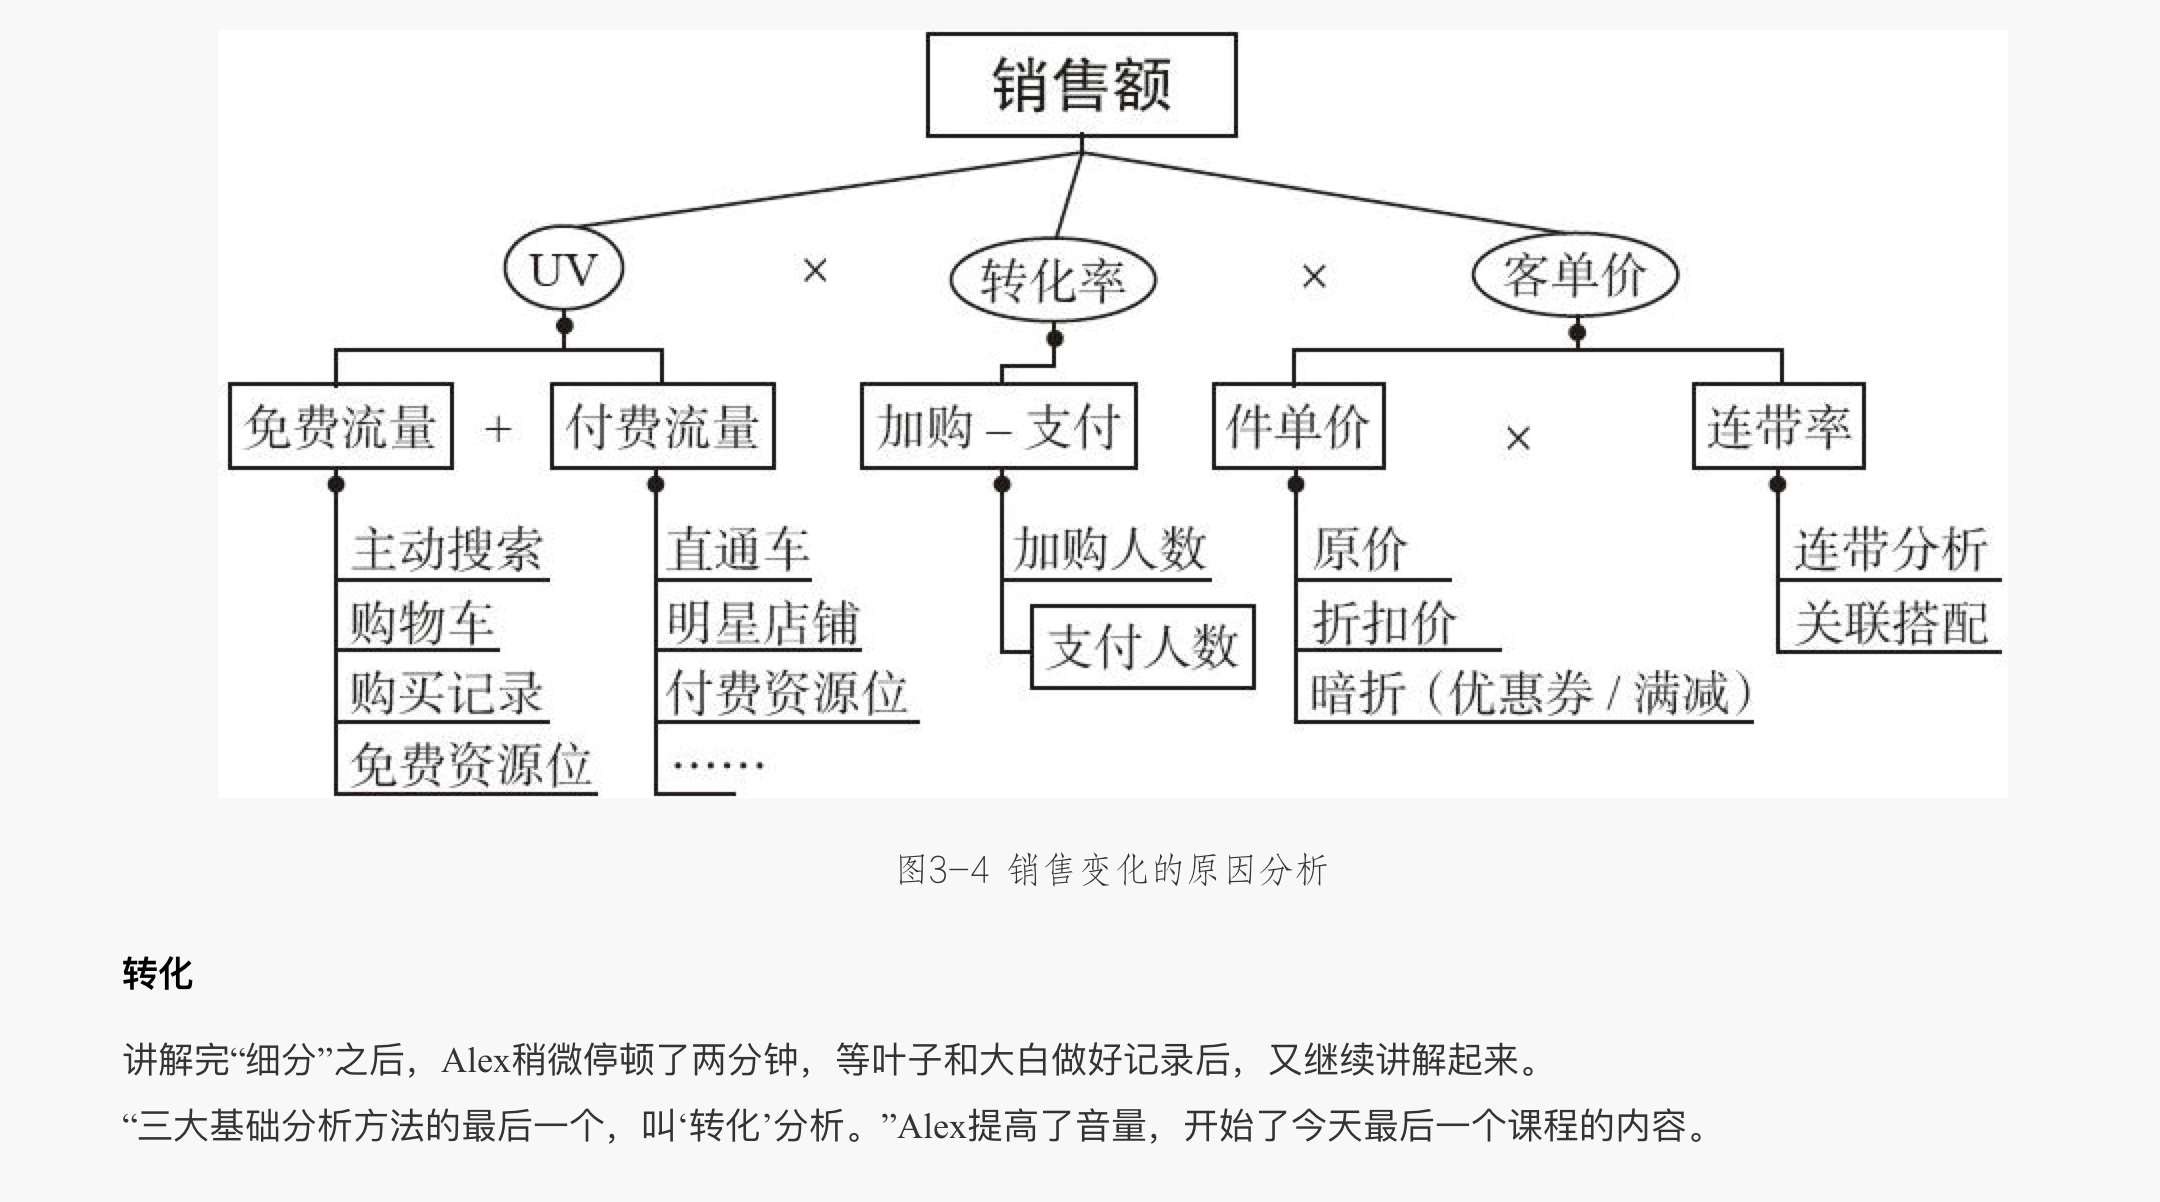 销售额
UV × 转化率 × 客单价
免费流量 + 付费流量 加购 – 支付 件单价 × 连带率
主动搜索 直通车 加购人数 原价 连带分析
购物车 明星店铺 支付人数 折扣价 关联搭配
购买记录 付费资源位 暗折（优惠券 / 满减）
免费资源位 ……
图3–4 销售变化的原因分析
转化
讲解完“细分”之后，Alex稍微停顿了两分钟，等叶子和大白做好记录后，又继续讲解起来。
“三大基础分析方法的最后一个，叫‘转化’分析。”Alex提高了音量，开始了今天最后一个课程的内容。